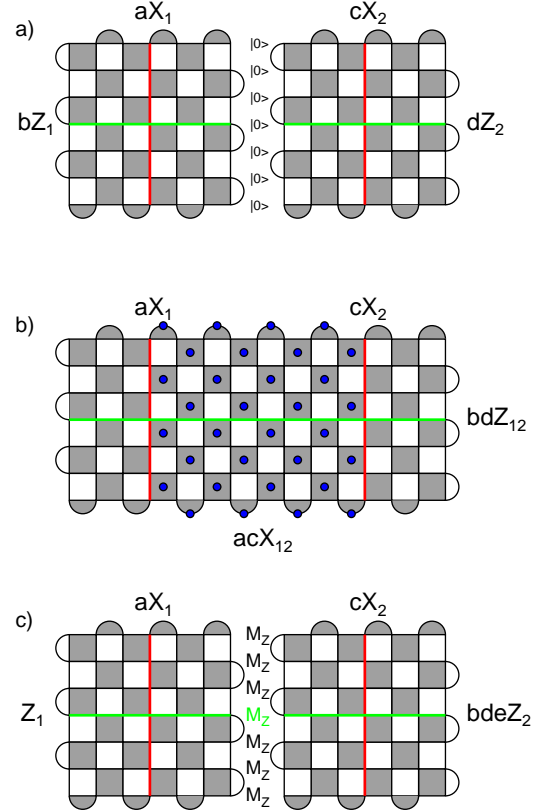 a)
aX1 cX2
|0>
|0>
|0>
bZ1 |0> dZ2
|0>
|0>
|0>
b)
aX1 cX2
bdZ12
acX12
c)
aX1 cX2
MZ
MZ
MZ
Z1 MZ bdeZ2
MZ
MZ
MZ